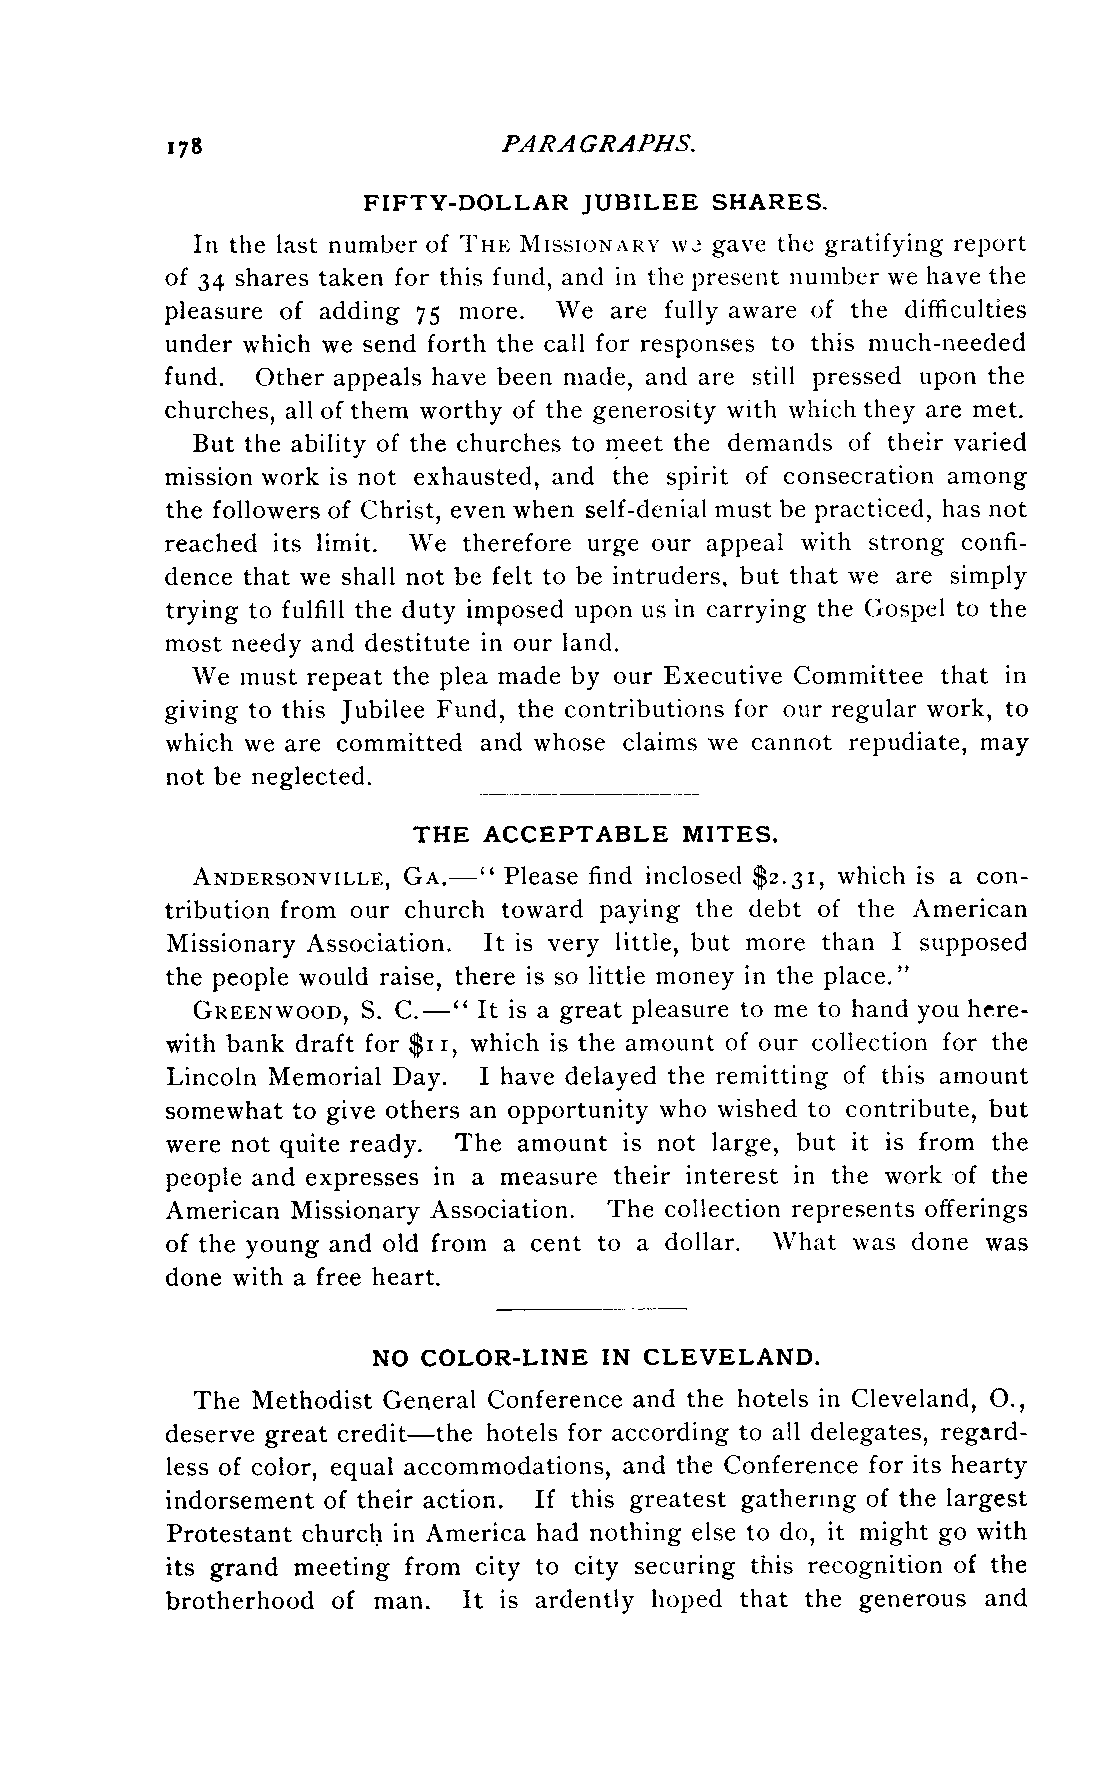 178 PARAGRAPHS.
FIFTY-DOLLAR JUBILEE SHARES.
In the last number of THE MISSIONARY we gave the gratifying report
of 34 shares taken for this fund, and in the present number we have the
pleasure of adding 75 more. We are fully aware of the difficulties
under which we send forth the call for responses to this much-needed
fund. Other appeals have been made, and are still pressed upon the
churches, all of them worthy of the generosity with which they are met.
But the ability of the churches to meet the demands of their varied
mission work is not exhausted, and the spirit of consecration among
the followers of Christ, even when self-denial must be practiced, has not
reached its limit. We therefore urge our appeal with strong confi-
dence that we shall not be felt to be intruders, but that we are simply
trying to fulfill the duty imposed upon us in carrying the Gospel to the
most needy and destitute in our land.
We must repeat the plea made by our Executive Committee that in
giving to this Jubilee Fund, the contributions for our regular work, to
which we are committed and whose claims we cannot repudiate, may
not be neglected.
THE ACCEPTABLE MITES.
ANDERSONVILLE, GA.—“ Please find inclosed $2.31, which is a con-
tribution from our church toward paying the debt of the American
Missionary Association. It is very little, but more than I supposed
the people would raise, there is so little money in the place.”
GREENWOOD, S. C.—“ It is a great pleasure to me to hand you here-
with bank draft for $11, which is the amount of our collection for the
Lincoln Memorial Day. I have delayed the remitting of this amount
somewhat to give others an opportunity who wished to contribute, but
were not quite ready. The amount is not large, but it is from the
people and expresses in a measure their interest in the work of the
American Missionary Association. The collection represents offerings
of the young and old from a cent to a dollar. What was done was
done with a free heart.
NO COLOR-LINE IN CLEVELAND.
The Methodist General Conference and the hotels in Cleveland, O.,
deserve great credit—the hotels for according to all delegates, regard-
less of color, equal accommodations, and the Conference for its hearty
indorsement of their action. If this greatest gathering of the largest
Protestant church in America had nothing else to do, it might go with
its grand meeting from city to city securing this recognition of the
brotherhood of man. It is ardently hoped that the generous and